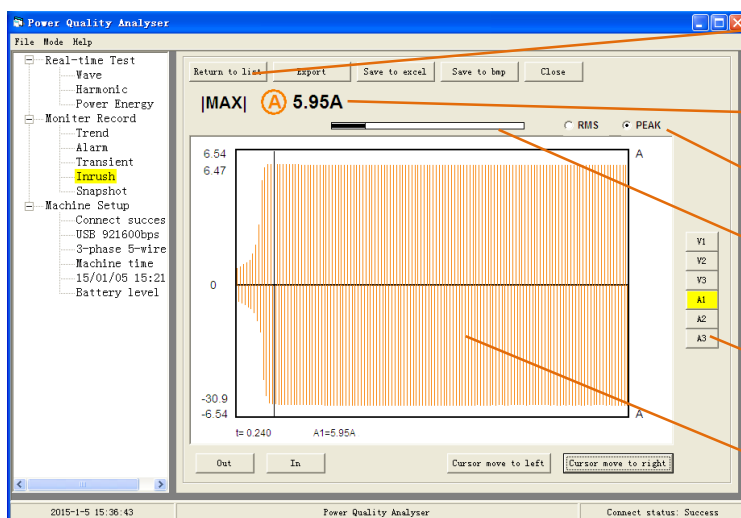 Power Quality Analyser
File Mode Help
Real-time Test
Wave
Harmonic
Power Energy
Moniter Record
Trend
Alarm
Transient
Inrush
Snapshot
Machine Setup
Connect succes
USB 921600bps
3-phase 5-wire
Machine time
15/01/05 15:21
Battery level
Return to list Export Save to excel Save to bmp Close
|MAX| A 5.95A
RMS PEAK
6.54 A
6.47
0
-30.9
-6.54 A
t= 0.240 A1=5.95A
V1
V2
V3
A1
A2
A3
Out In Cursor move to left Cursor move to right
2015-1-5 15:36:43 Power Quality Analyser Connect status: Success